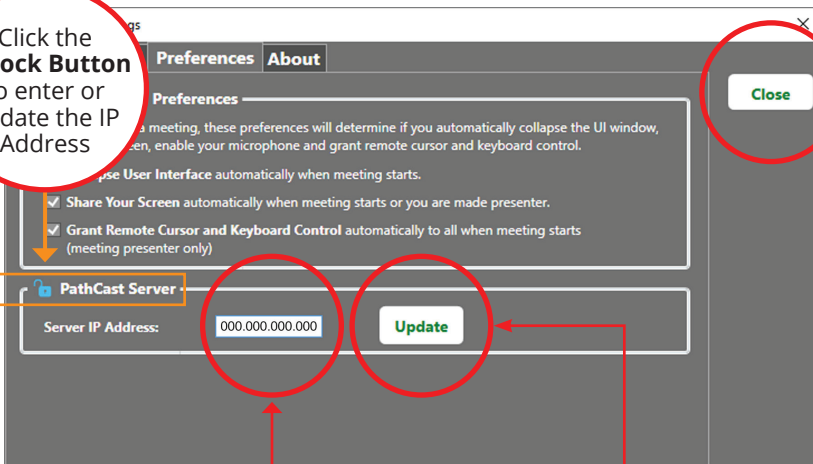 gs
Click the
ock Button
o enter or
date the IP
Address
Preferences About
Preferences
a meeting, these preferences will determine if you automatically collapse the UI window,
en, enable your microphone and grant remote cursor and keyboard control.
pse User Interface automatically when meeting starts.
Share Your Screen automatically when meeting starts or you are made presenter.
Grant Remote Cursor and Keyboard Control automatically to all when meeting starts
(meeting presenter only)
Close
PathCast Server
Server IP Address: 000.000.000.000 Update